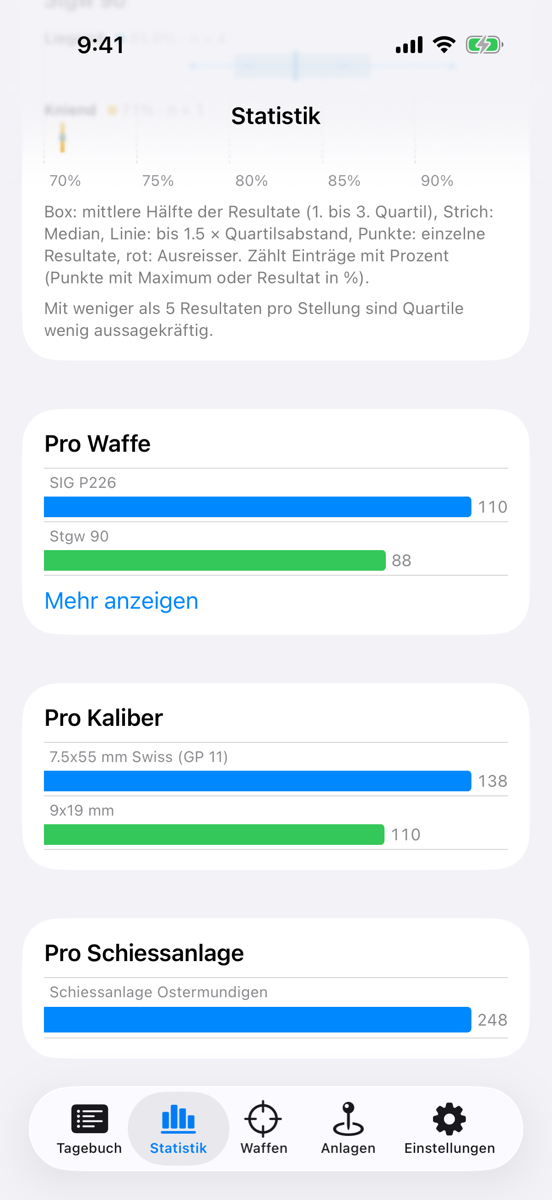 9:41
Statistik
70% 75% 80% 85% 90%
Box: mittlere Hälfte der Resultate (1. bis 3. Quartil), Strich:
Median, Linie: bis 1.5 × Quartilsabstand, Punkte: einzelne
Resultate, rot: Ausreisser. Zählt Einträge mit Prozent
(Punkte mit Maximum oder Resultat in %).
Mit weniger als 5 Resultaten pro Stellung sind Quartile
wenig aussagekräftig.
Pro Waffe
SIG P226
110
Stgw 90
88
Mehr anzeigen
Pro Kaliber
7.5x55 mm Swiss (GP 11)
138
9x19 mm
110
Pro Schiessanlage
Schiessanlage Ostermundigen
248
Tagebuch Statistik Waffen Anlagen Einstellungen